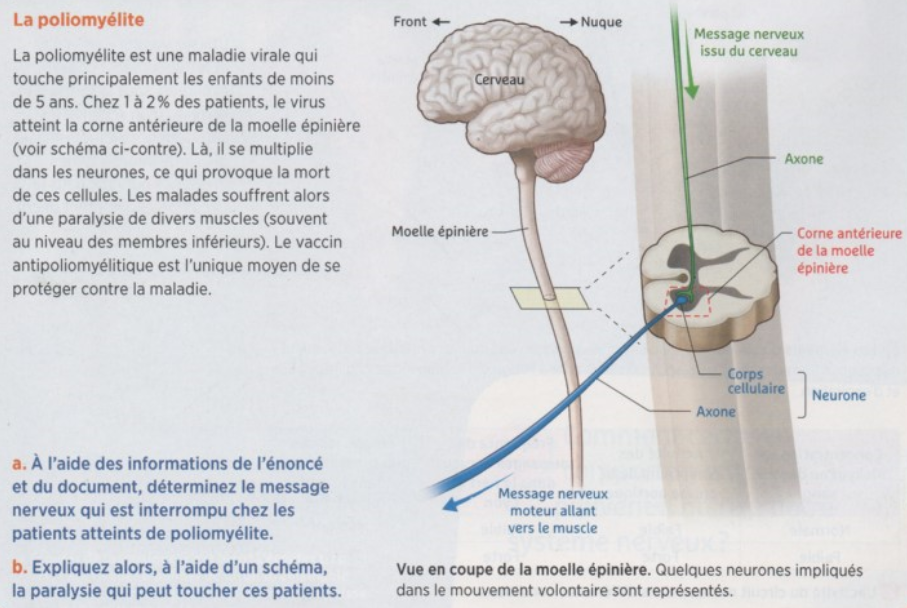 La poliomyélite
La poliomyélite est une maladie virale qui
touche principalement les enfants de moins
de 5 ans. Chez 1 à 2 % des patients, le virus
atteint la corne antérieure de la moelle épinière
(voir schéma ci-contre). Là, il se multiplie
dans les neurones, ce qui provoque la mort
de ces cellules. Les malades souffrent alors
d'une paralysie de divers muscles (souvent
au niveau des membres inférieurs). Le vaccin
antipoliomyélitique est l'unique moyen de se
protéger contre la maladie.
a. À l'aide des informations de l'énoncé
et du document, déterminez le message
nerveux qui est interrompu chez les
patients atteints de poliomyélite.
b. Expliquez alors, à l'aide d'un schéma,
la paralysie qui peut toucher ces patients.
Front
Nuque
Cerveau
Message nerveux
issu du cerveau
Axone
Moelle épinière
Corne antérieure
de la moelle
épinière
Corps
cellulaire
Neurone
Axone
Message nerveux
moteur allant
vers le muscle
Vue en coupe de la moelle épinière. Quelques neurones impliqués
dans le mouvement volontaire sont représentés.